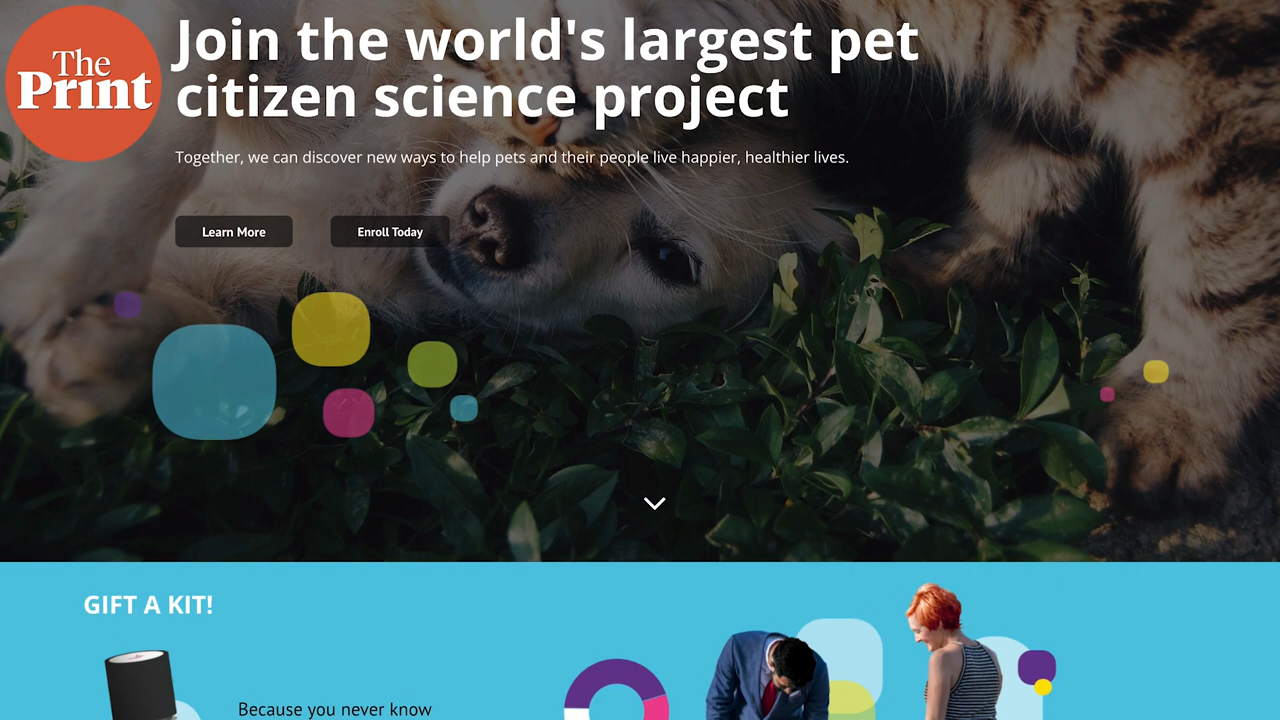 The
Print
Join the world's largest pet
citizen science project
Together, we can discover new ways to help pets and their people live happier, healthier lives.
Learn More
Enroll Today
GIFT A KIT!
Because you never know